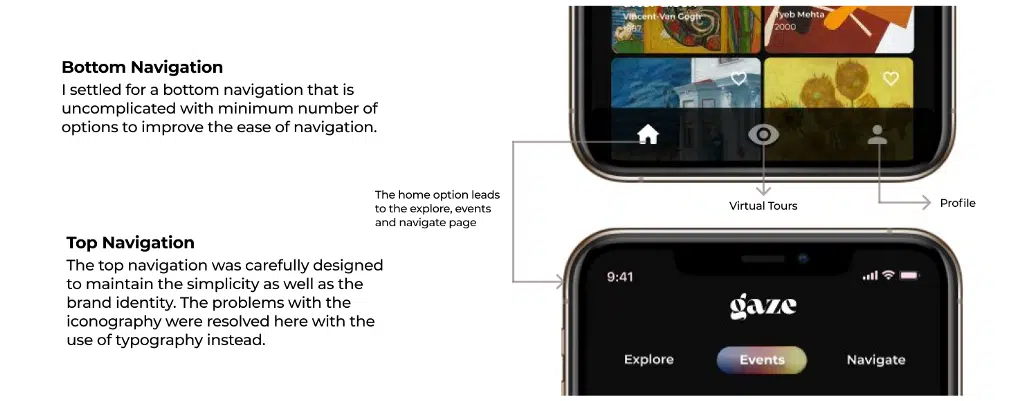 Bottom Navigation
I settled for a bottom navigation that is
uncomplicated with minimum number of
options to improve the ease of navigation.
Vincent-Van Gogh
Tyeb Mehta
2000
The home option leads
to the explore, events
and navigate page
Virtual Tours
Profile
Top Navigation
The top navigation was carefully designed
to maintain the simplicity as well as the
brand identity. The problems with the
iconography were resolved here with the
use of typography instead.
9:41
gaze
Explore
Events
Navigate